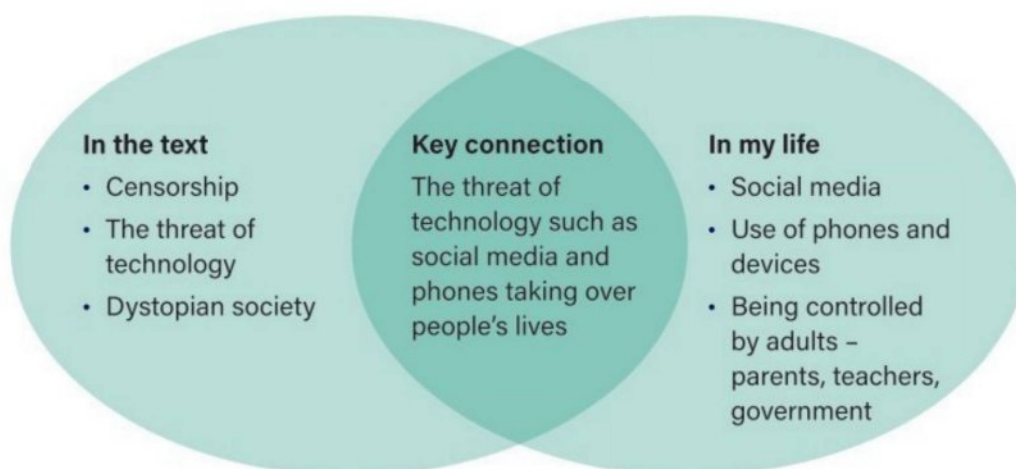 In the text
• Censorship
• The threat of
technology
• Dystopian society
Key connection
The threat of
technology such as
social media and
phones taking over
people's lives
In my life
• Social media
• Use of phones and
devices
• Being controlled
by adults –
parents, teachers,
government